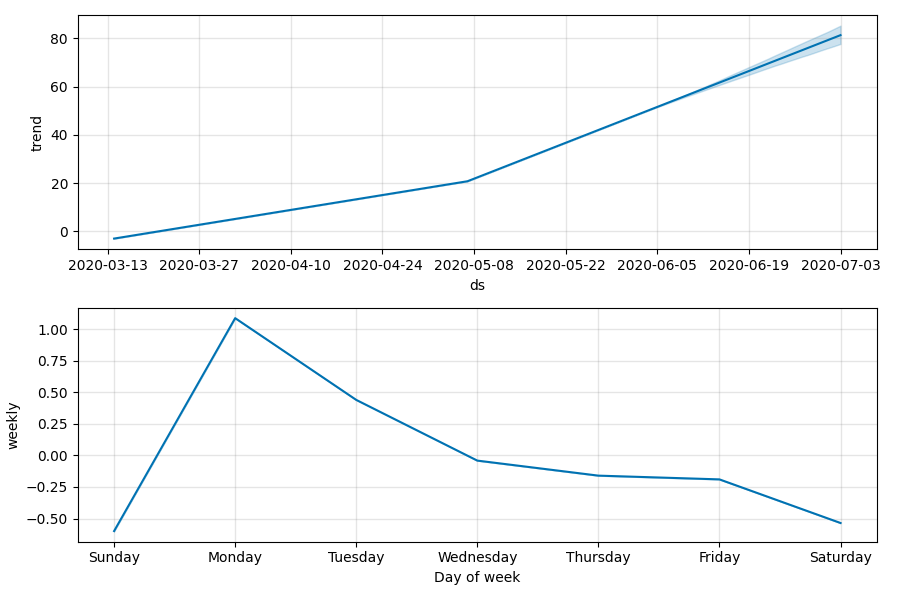 80
60
40
20
0
trend
2020-03-13 2020-03-27 2020-04-10 2020-04-24 2020-05-08 2020-05-22 2020-06-05 2020-06-19 2020-07-03
ds
1.00
0.75
0.50
0.25
0.00
−0.25
−0.50
weekly
Sunday Monday Tuesday Wednesday Thursday Friday Saturday
Day of week